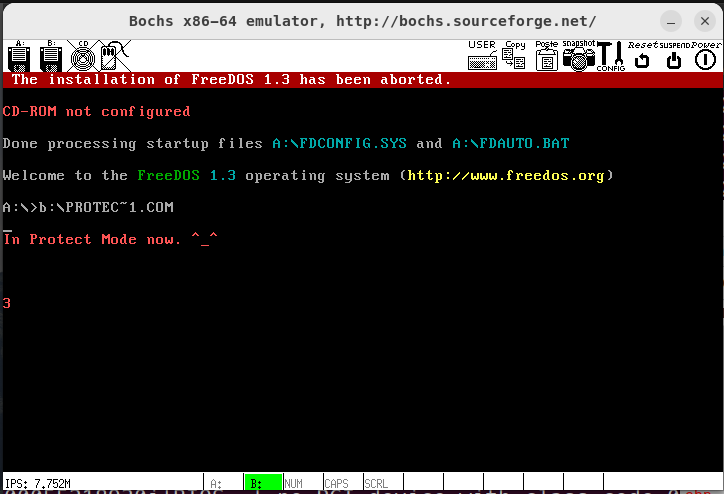 Bochs x86-64 emulator, http://bochs.sourceforge.net/
A: B: CD USER Copy Paste snapshot CONFIG Reset SUSPEND Power
The installation of FreeDOS 1.3 has been aborted.
CD-ROM not configured
Done processing startup files A:\FDCONFIG.SYS and A:\FDAUTO.BAT
Welcome to the FreeDOS 1.3 operating system (http://www.freedos.org)
A:\>b:\PROTEC~1.COM
In Protect Mode now. ^_^
3
IPS: 7.752M A: B: NUM CAPS SCRL